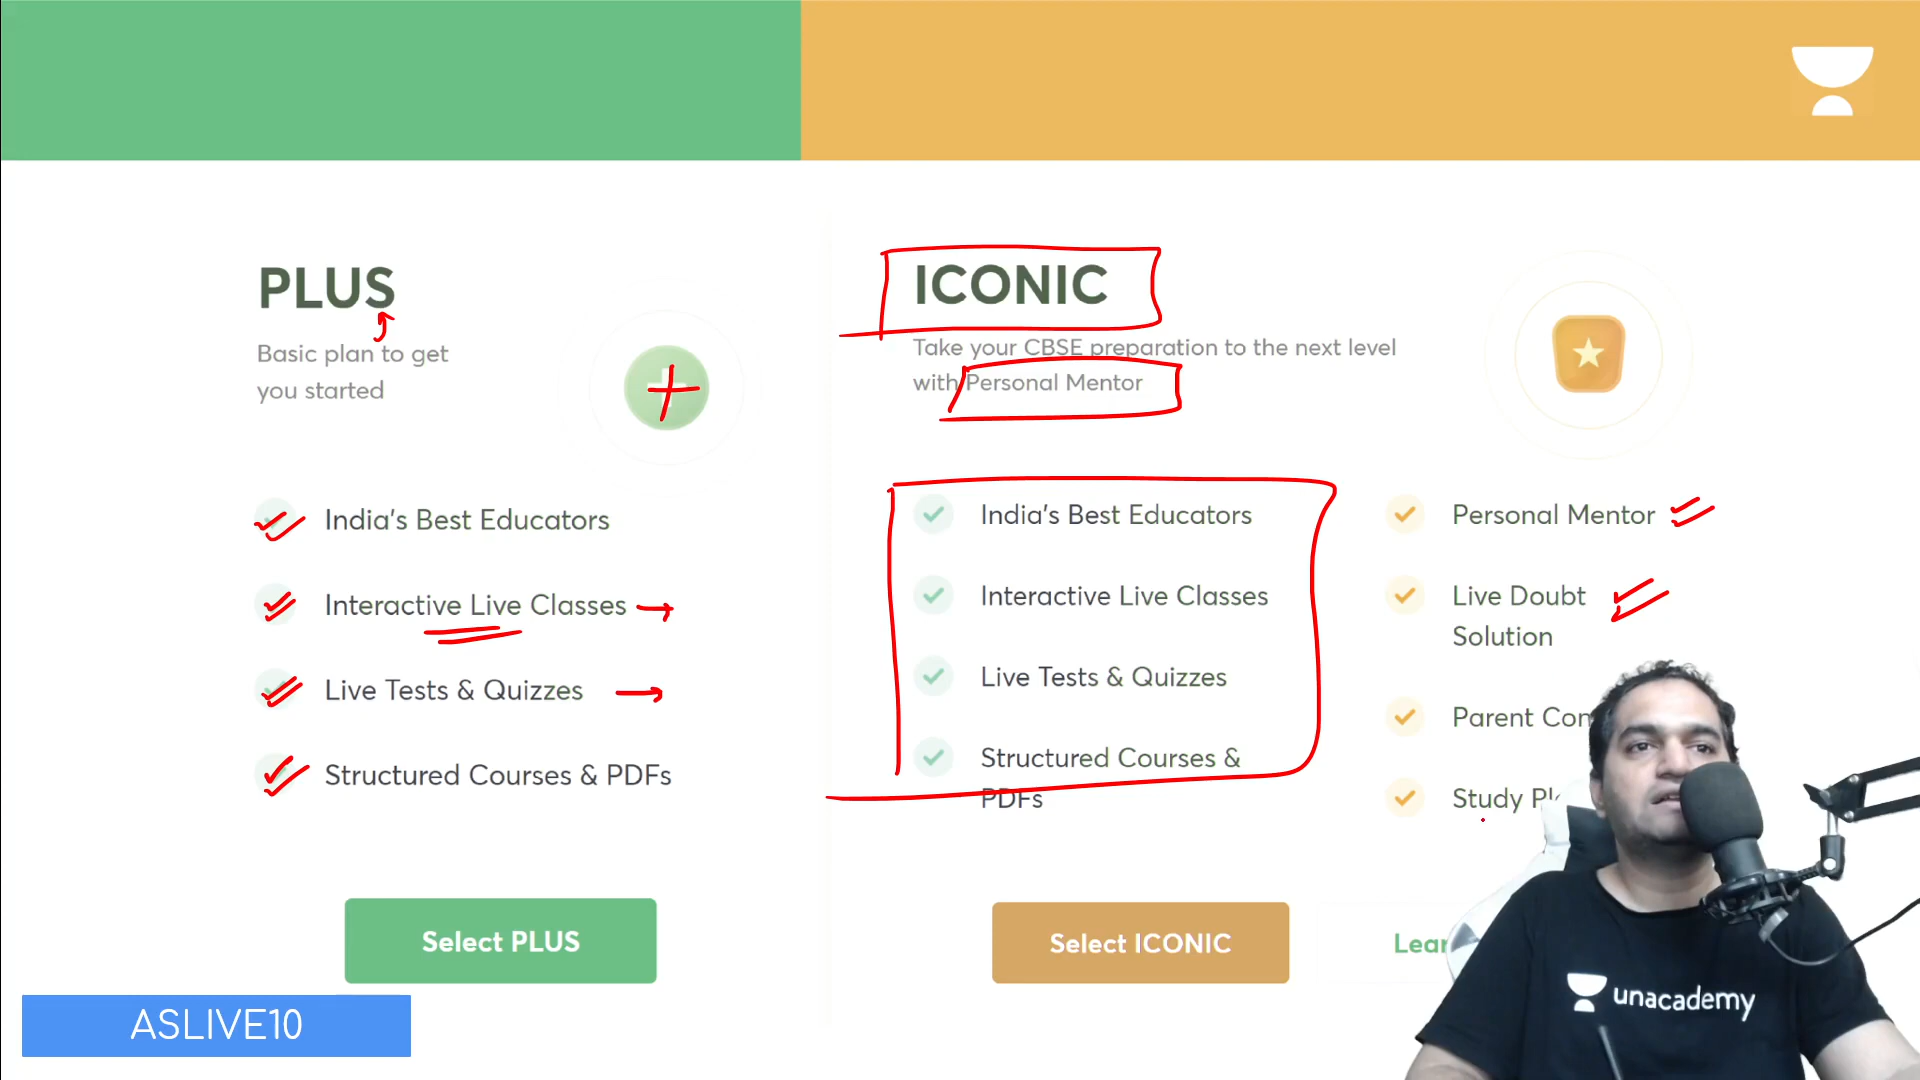 PLUS
Basic plan to get
you started
India's Best Educators
Interactive Live Classes
Live Tests & Quizzes
Structured Courses & PDFs
Select PLUS
ICONIC
Take your CBSE preparation to the next level
with Personal Mentor
India's Best Educators
Interactive Live Classes
Live Tests & Quizzes
Structured Courses &
PDFs
Personal Mentor
Live Doubt
Solution
Parent
Study
Select ICONIC
ASLIVE10
unacademy